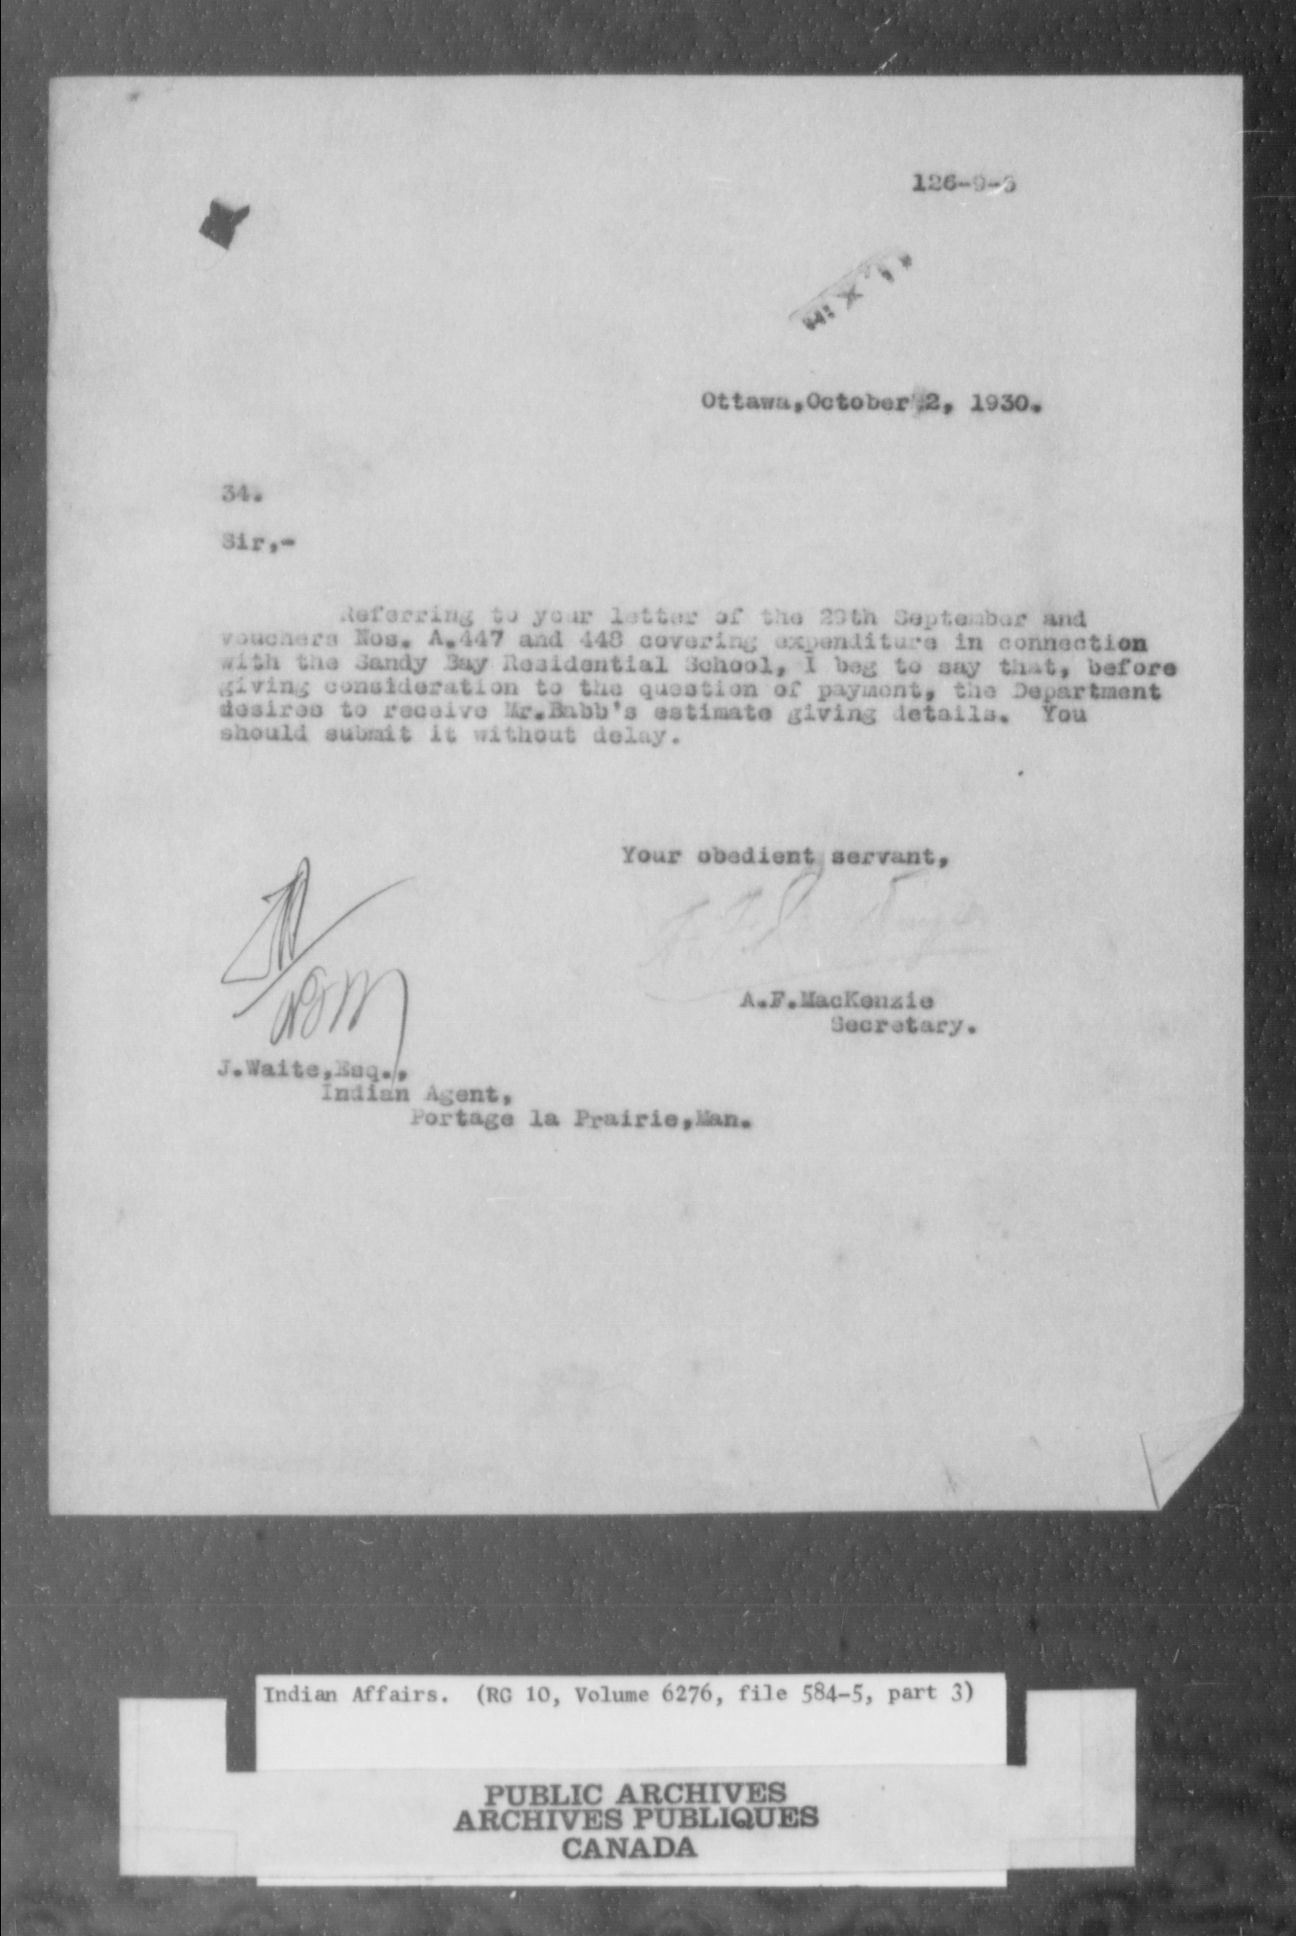 126-9-5
Ottawa,October 2, 1930.
34.
Sir,-
Referring to your letter of the 29th September and
vouchers Nos. A.447 and 448 covering expenditure in connection
with the Sandy Bay Residential School, I beg to say that, before
giving consideration to the question of payment, the Department
desires to receive Mr.Babb's estimate giving details. You
should submit it without delay.
Your obedient servant,
A.F.MacKenzie
Secretary.
J.Waite,Esq.,
Indian Agent,
Portage la Prairie,Man.
Indian Affairs. (RG 10, Volume 6276, file 584-5, part 3)
PUBLIC ARCHIVES
ARCHIVES PUBLIQUES
CANADA